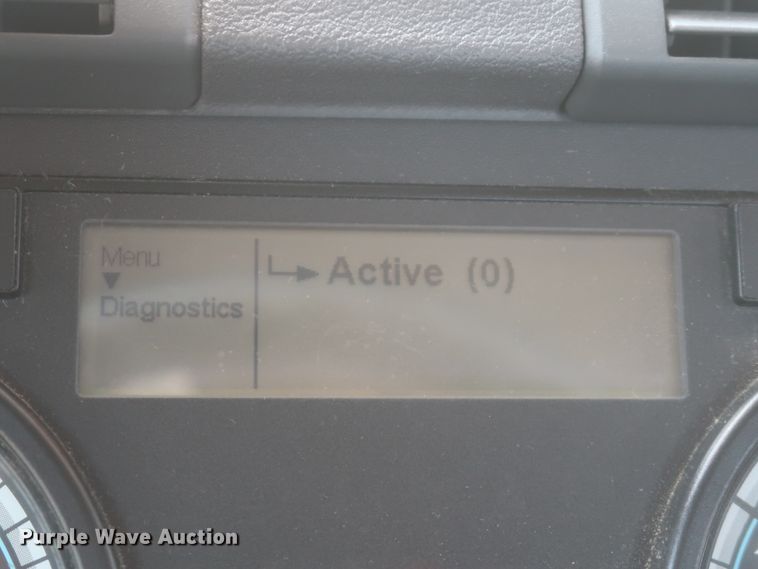 Menu
▼
Diagnostics
Active (0)
Purple Wave Auction